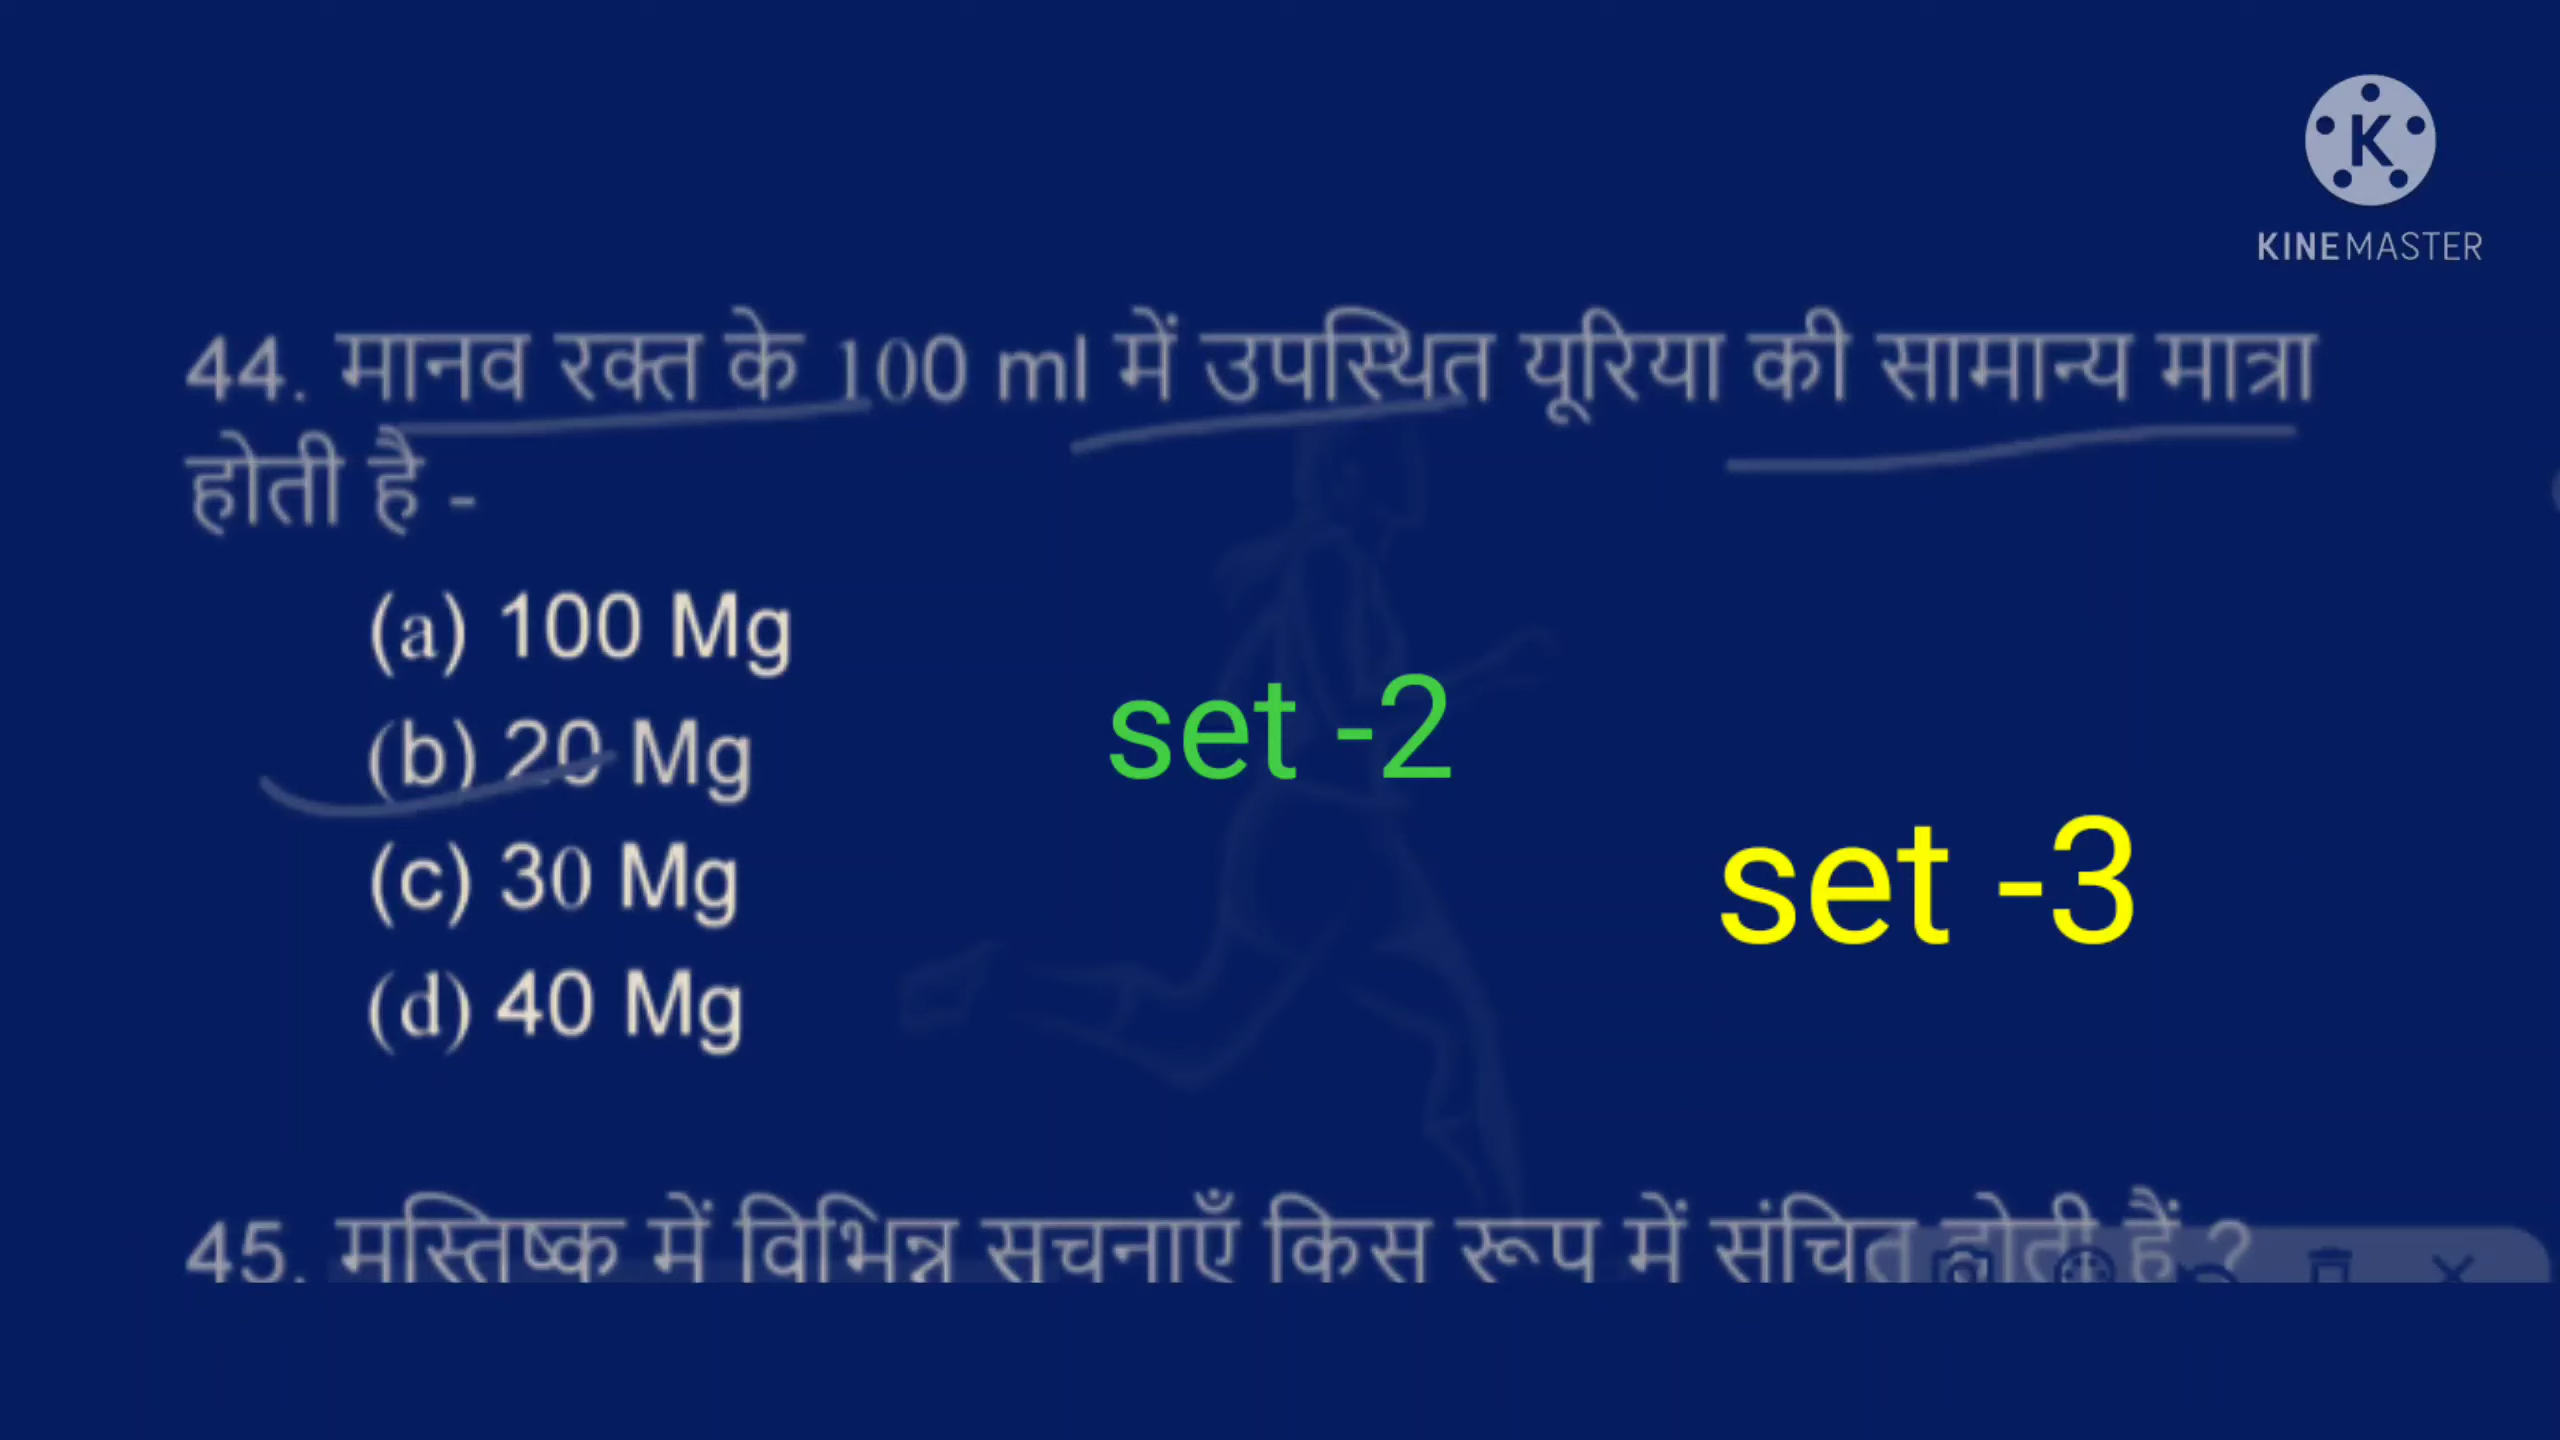 KINEMASTER
44. मानव रक्त के 100 ml में उपस्थित यूरिया की सामान्य मात्रा
होती है -
(a) 100 Mg
(b) 20 Mg
(c) 30 Mg
(d) 40 Mg
set -2
set -3
45. मस्तिष्क में विभिन्न सचनाएँ किस रूप में संचित होती हैं ?